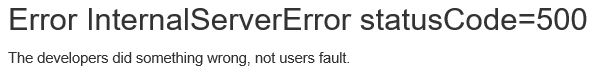 Error InternalServerError statusCode=500
The developers did something wrong, not users fault.